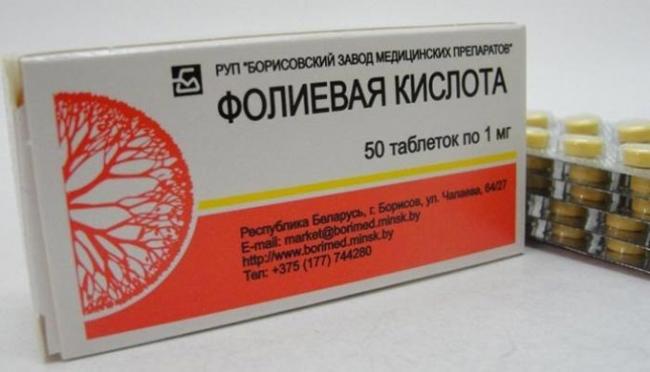 РУП "БОРИСОВСКИЙ ЗАВОД МЕДИЦИНСКИХ ПРЕПАРАТОВ"
ФОЛИЕВАЯ КИСЛОТА
50 таблеток по 1 мг
Республика Беларусь, г. Борисов, ул. Чапаева, 64/27
E-mail: market@borimed.minsk.by
http://www.borimed.minsk.by
Тел: +375 (177) 744280